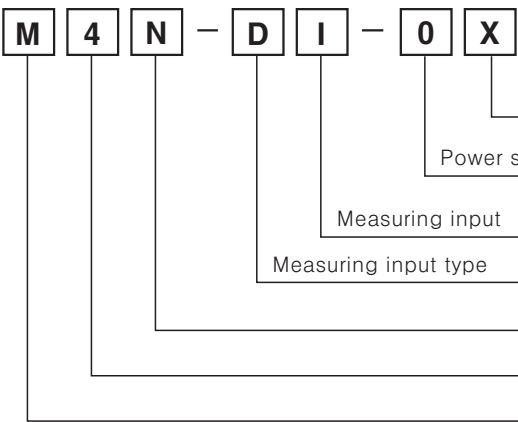 M 4 N - D I - 0 X
Power s
Measuring input
Measuring input type